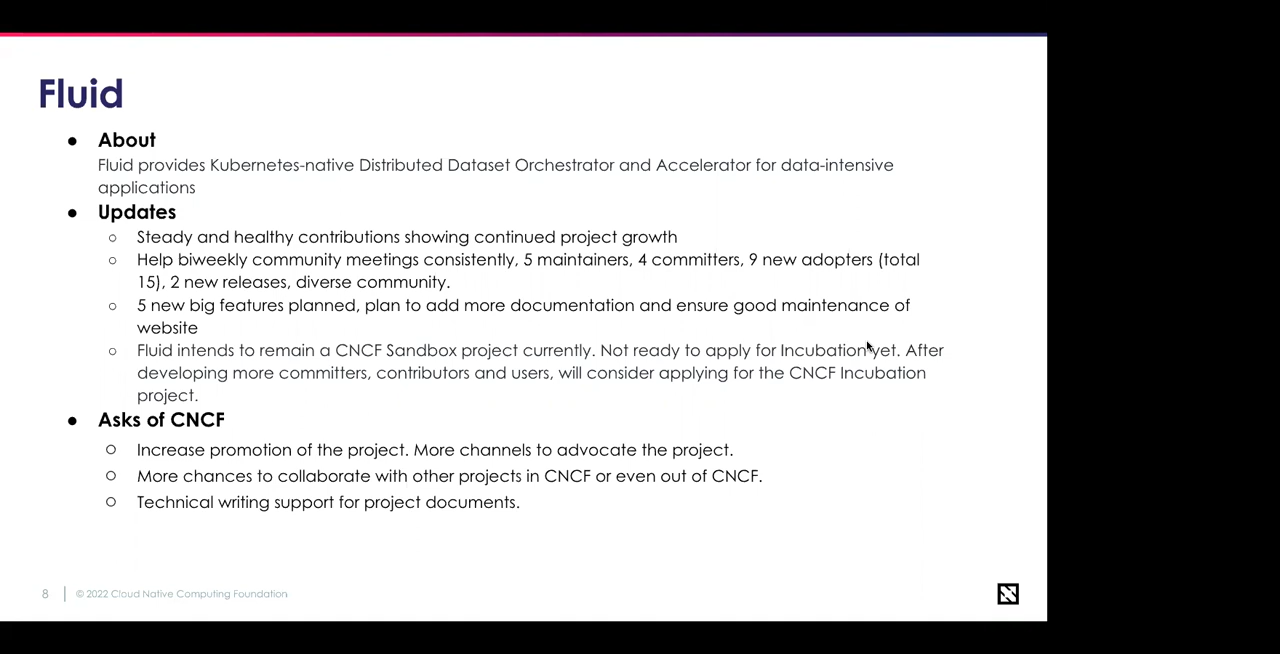 Fluid
● About
Fluid provides Kubernetes-native Distributed Dataset Orchestrator and Accelerator for data-intensive
applications
● Updates
○ Steady and healthy contributions showing continued project growth
○ Help biweekly community meetings consistently, 5 maintainers, 4 committers, 9 new adopters (total
15), 2 new releases, diverse community.
○ 5 new big features planned, plan to add more documentation and ensure good maintenance of
website
○ Fluid intends to remain a CNCF Sandbox project currently. Not ready to apply for Incubation yet. After
developing more committers, contributors and users, will consider applying for the CNCF Incubation
project.
● Asks of CNCF
○ Increase promotion of the project. More channels to advocate the project.
○ More chances to collaborate with other projects in CNCF or even out of CNCF.
○ Technical writing support for project documents.
8 © 2022 Cloud Native Computing Foundation